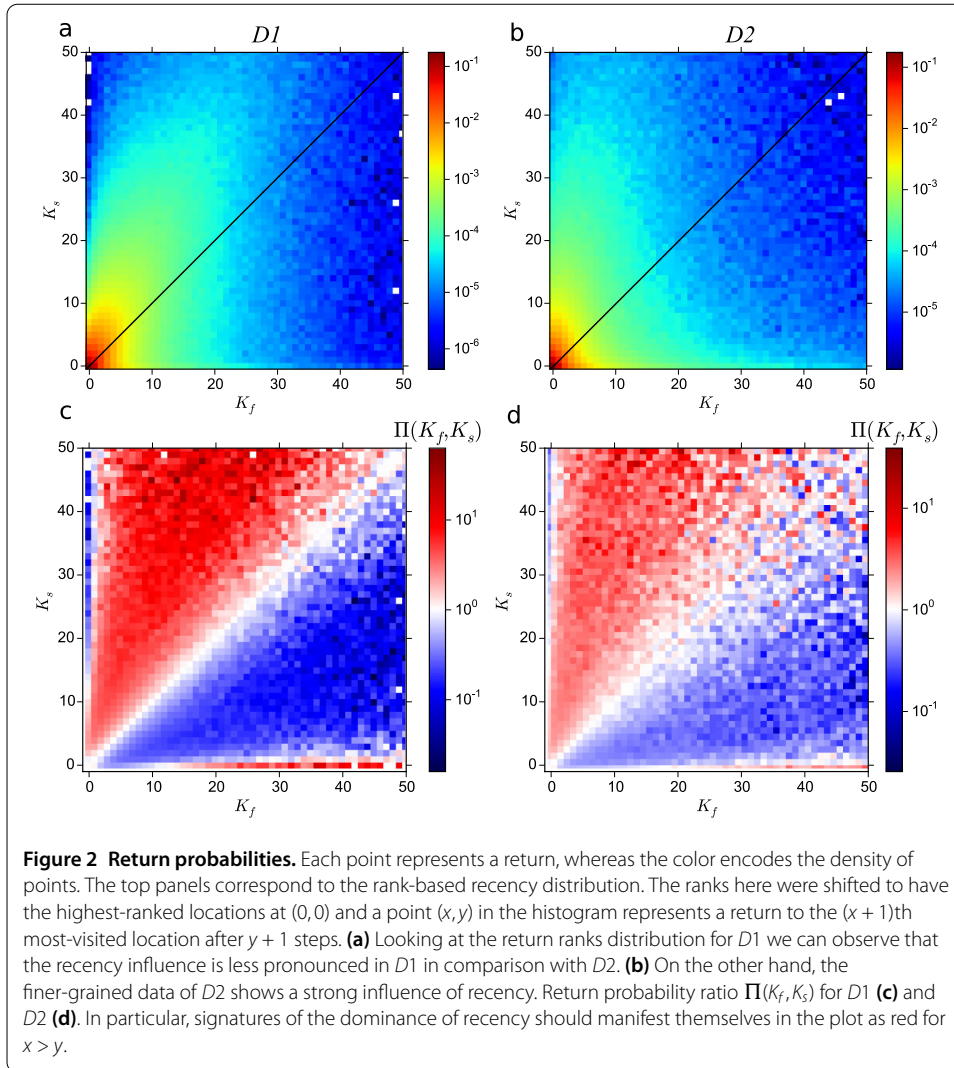 a
D1
b
D2
50
40
30
20
10
0
K_s
0 10 20 30 40 50
K_f
10^-1
10^-2
10^-3
10^-4
10^-5
10^-6
50
40
30
20
10
0
K_s
0 10 20 30 40 50
K_f
10^-1
10^-2
10^-3
10^-4
10^-5
c
Π(K_f,K_s)
50
40
30
20
10
0
K_s
0 10 20 30 40 50
K_f
10^1
10^0
10^-1
d
Π(K_f,K_s)
50
40
30
20
10
0
K_s
0 10 20 30 40 50
K_f
10^1
10^0
10^-1
Figure 2 Return probabilities. Each point represents a return, whereas the color encodes the density of
points. The top panels correspond to the rank-based recency distribution. The ranks here were shifted to have
the highest-ranked locations at (0, 0) and a point (x, y) in the histogram represents a return to the (x + 1)th
most-visited location after y + 1 steps. (a) Looking at the return ranks distribution for D1 we can observe that
the recency influence is less pronounced in D1 in comparison with D2. (b) On the other hand, the
finer-grained data of D2 shows a strong influence of recency. Return probability ratio Π(K_f, K_s) for D1 (c) and
D2 (d). In particular, signatures of the dominance of recency should manifest themselves in the plot as red for
x > y.